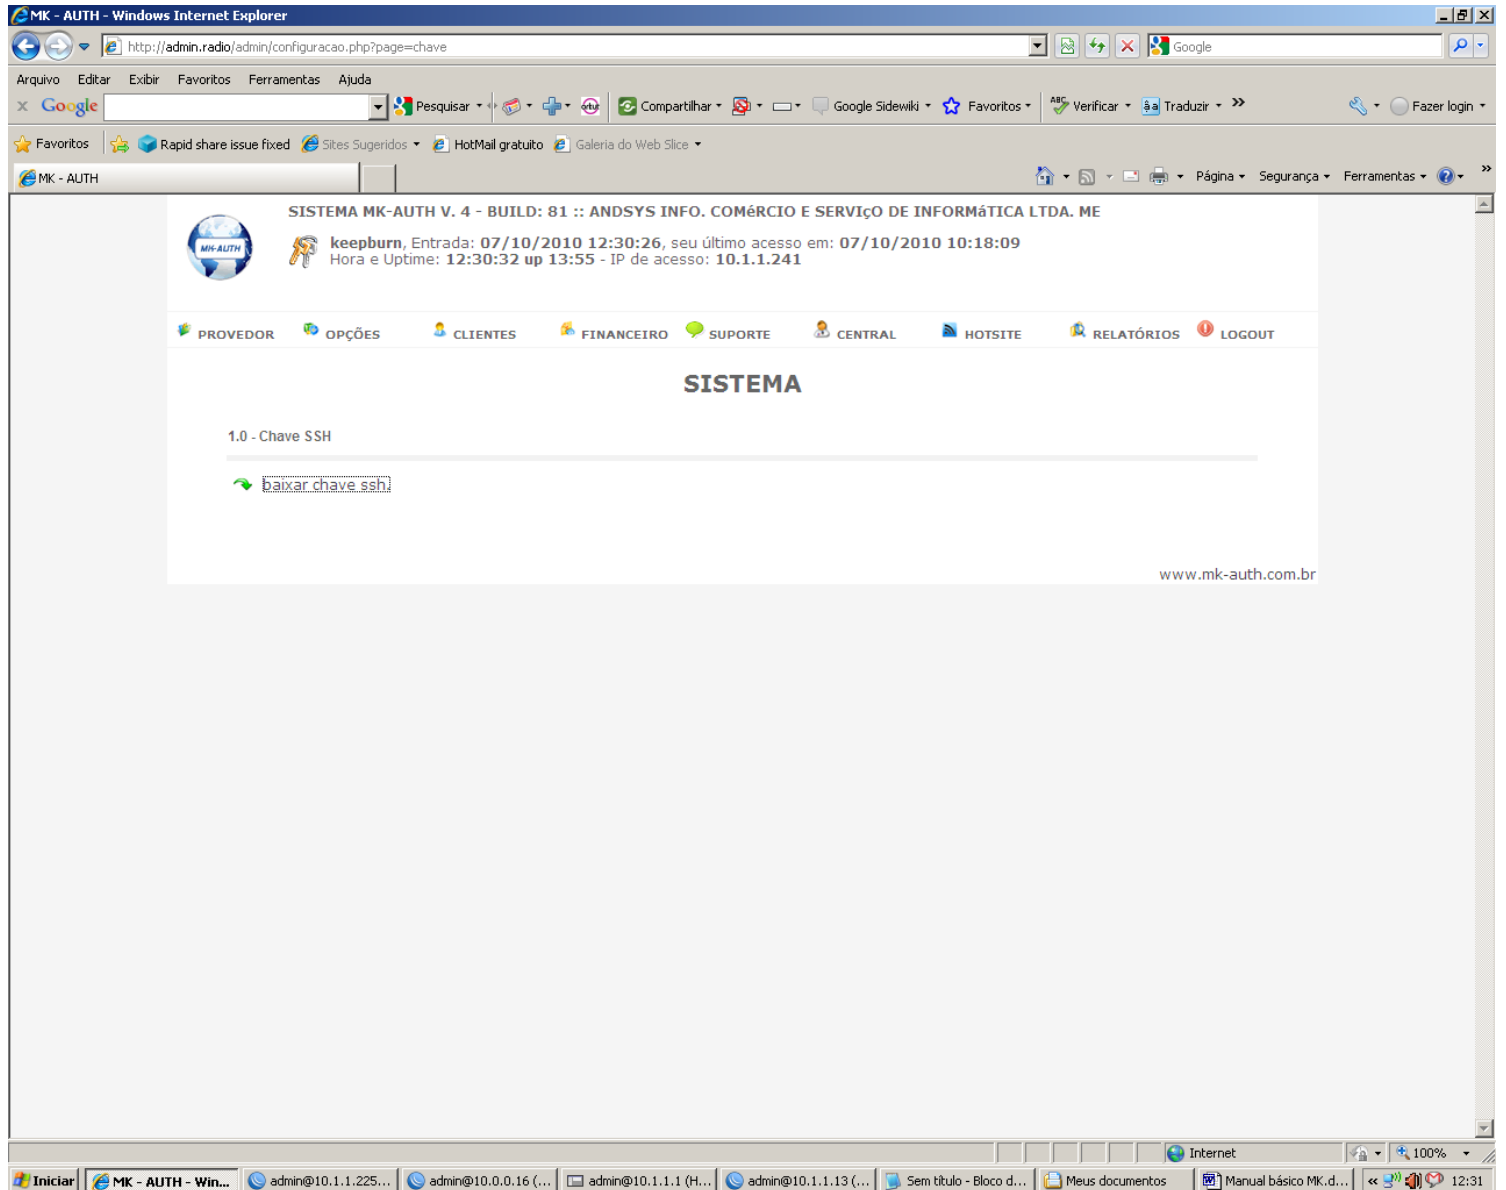 MK - AUTH - Windows Internet Explorer
http://admin.radio/admin/configuracao.php?page=chave
Google
Arquivo Editar Exibir Favoritos Ferramentas Ajuda
x Google Pesquisar Compartilhar Google Sidewiki Favoritos Verificar Traduzir » Fazer login
Favoritos Rapid share issue fixed Sites Sugeridos HotMail gratuito Galeria do Web Slice
MK - AUTH Página Segurança Ferramentas »
SISTEMA MK-AUTH V. 4 - BUILD: 81 :: ANDSYS INFO. COMéRCIO E SERVIçO DE INFORMáTICA LTDA. ME
MK-AUTH
keepburn, Entrada: 07/10/2010 12:30:26, seu último acesso em: 07/10/2010 10:18:09
Hora e Uptime: 12:30:32 up 13:55 - IP de acesso: 10.1.1.241
PROVEDOR OPÇÕES CLIENTES FINANCEIRO SUPORTE CENTRAL HOTSITE RELATÓRIOS LOGOUT
SISTEMA
1.0 - Chave SSH
baixar chave ssh.
www.mk-auth.com.br
Internet 100%
Iniciar MK - AUTH - Win... admin@10.1.1.225... admin@10.0.0.16 (... admin@10.1.1.1 (H... admin@10.1.1.13 (... Sem título - Bloco d... Meus documentos Manual básico MK.d... « 12:31